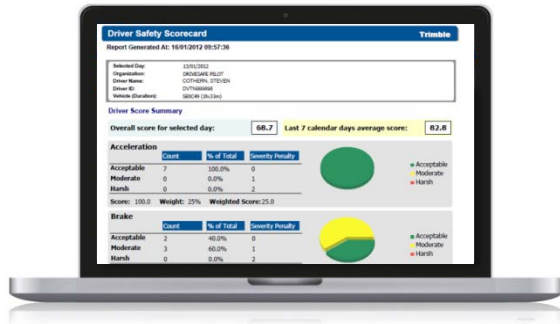 Driver Safety Scorecard Trimble
Report Generated At: 16/01/2012 09:57:36
Selected Day: 13/01/2012
Organisation: DRIVESAFE PILOT
Driver Name: COTHERN, STEVEN
Driver ID:
Vehicle (Duration):
Driver Score Summary
Overall score for selected day: 68.7 Last 7 calendar days average score: 82.8
Acceleration
Count % of Total Severity Penalty
Acceptable 7 100.0% 0
Moderate 0 0.0% 1
Harsh 0 0.0% 2
Acceptable
Moderate
Harsh
Score: 100.0 Weight: 25% Weighted Score:25.0
Brake
Count % of Total Severity Penalty
Acceptable 2 40.0% 0
Moderate 3 60.0% 1
Harsh 0 0.0% 2
Acceptable
Moderate
Harsh